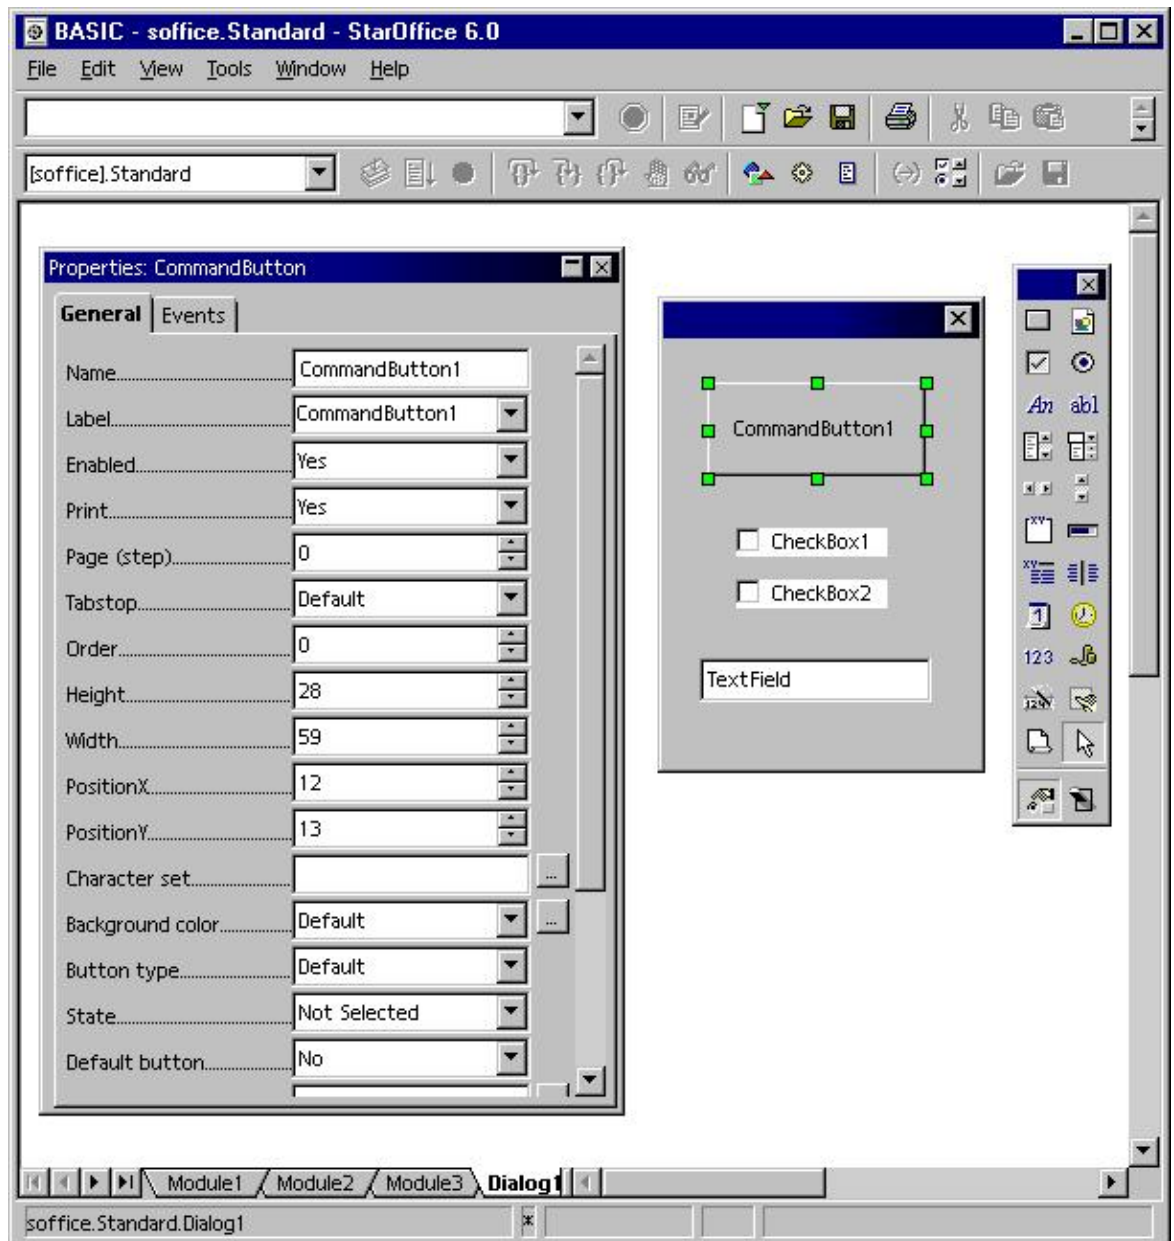 BASIC - soffice.Standard - StarOffice 6.0
File Edit View Tools Window Help
[soffice].Standard
Properties: CommandButton
General Events
Name CommandButton1
Label CommandButton1
Enabled Yes
Print Yes
Page (step) 0
Tabstop Default
Order 0
Height 28
Width 59
PositionX 12
PositionY 13
Character set ...
Background color Default ...
Button type Default
State Not Selected
Default button No
CommandButton1
CheckBox1
CheckBox2
TextField
An abl
XY
XY
1
123
Module1 Module2 Module3 Dialog1
soffice.Standard.Dialog1 *